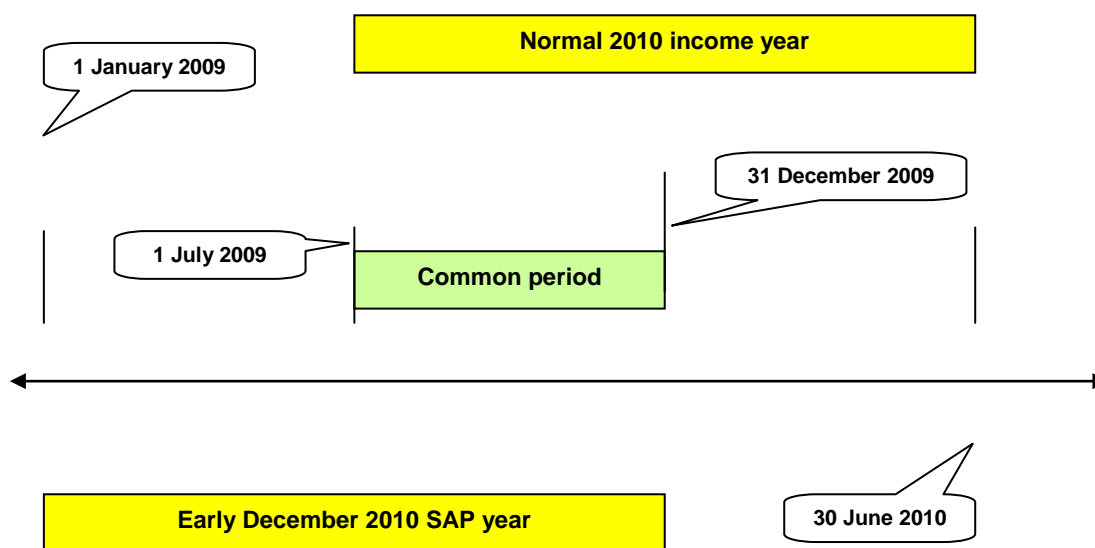 Normal 2010 income year
1 January 2009
31 December 2009
1 July 2009
Common period
Early December 2010 SAP year
30 June 2010